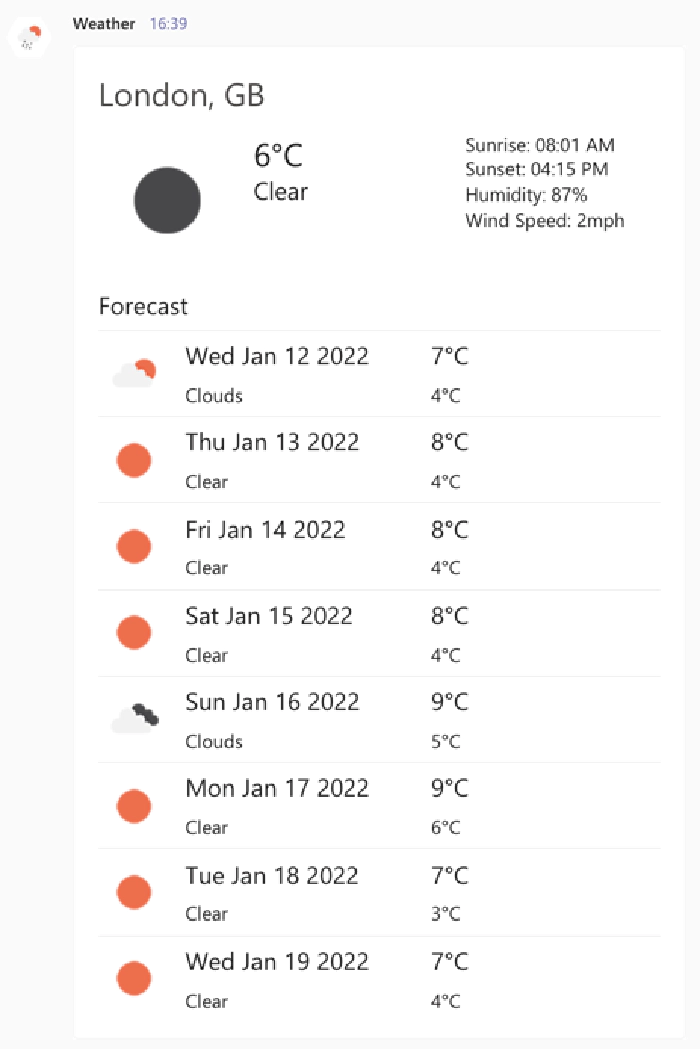 Weather 16:39
London, GB
6°C
Clear
Sunrise: 08:01 AM
Sunset: 04:15 PM
Humidity: 87%
Wind Speed: 2mph
Forecast
Wed Jan 12 2022 7°C
Clouds 4°C
Thu Jan 13 2022 8°C
Clear 4°C
Fri Jan 14 2022 8°C
Clear 4°C
Sat Jan 15 2022 8°C
Clear 4°C
Sun Jan 16 2022 9°C
Clouds 5°C
Mon Jan 17 2022 9°C
Clear 6°C
Tue Jan 18 2022 7°C
Clear 3°C
Wed Jan 19 2022 7°C
Clear 4°C